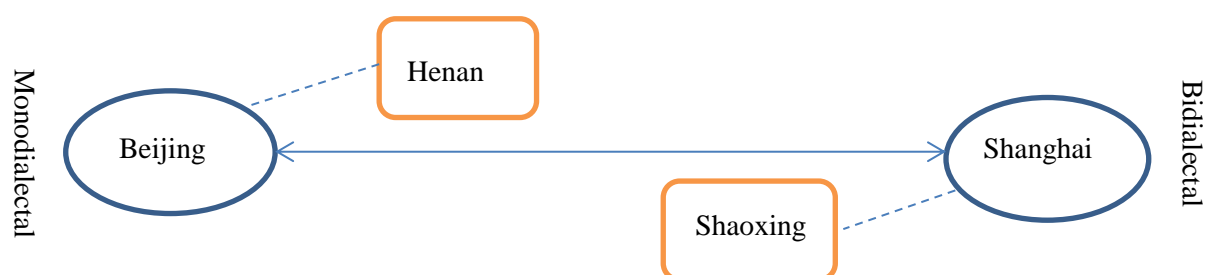 Monodialectal
Henan
Beijing
Shanghai
Shaoxing
Bidialectal